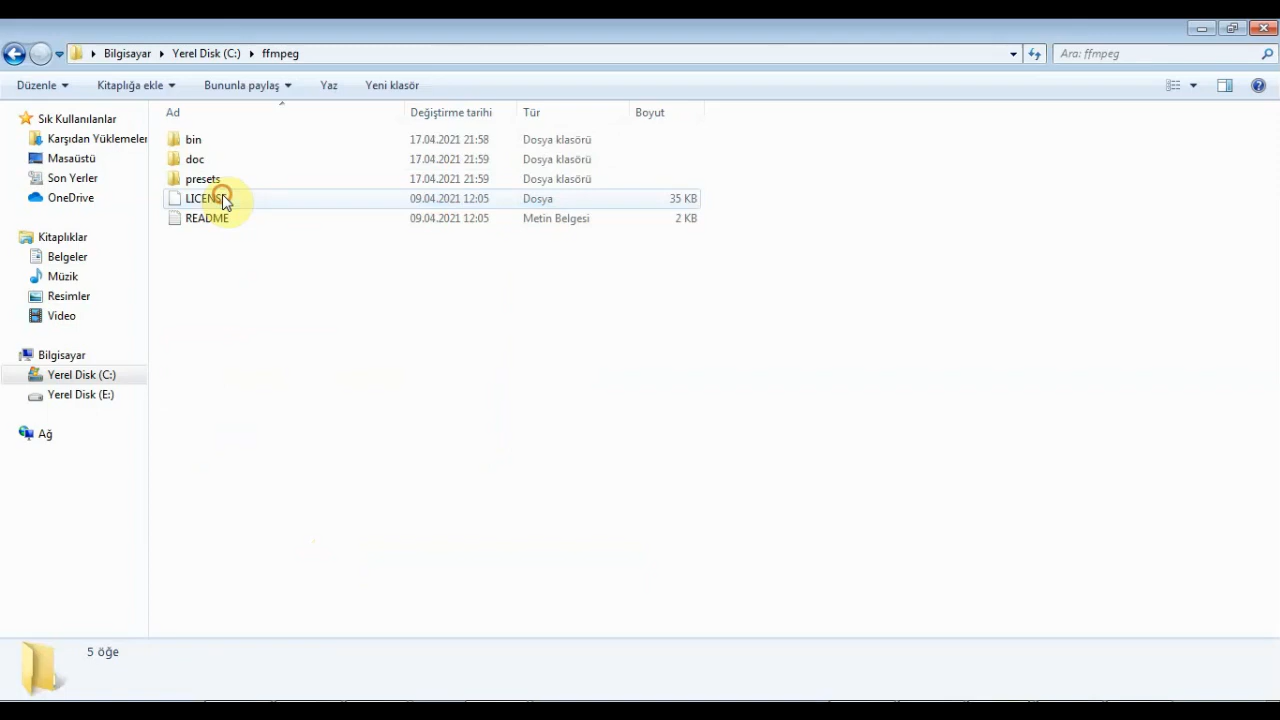 Bilgisayar Yerel Disk (C:) ffmpeg Ara: ffmpeg
Düzenle Kitaplığa ekle Bununla paylaş Yaz Yeni klasör
Sık Kullanılanlar
Karşıdan Yüklemeler
Masaüstü
Son Yerler
OneDrive
Kitaplıklar
Belgeler
Müzik
Resimler
Video
Bilgisayar
Yerel Disk (C:)
Yerel Disk (E:)
Ağ
Ad Değiştirme tarihi Tür Boyut
bin 17.04.2021 21:58 Dosya klasörü
doc 17.04.2021 21:59 Dosya klasörü
presets 17.04.2021 21:59 Dosya klasörü
LICENSE 09.04.2021 12:05 Dosya 35 KB
README 09.04.2021 12:05 Metin Belgesi 2 KB
5 öğe